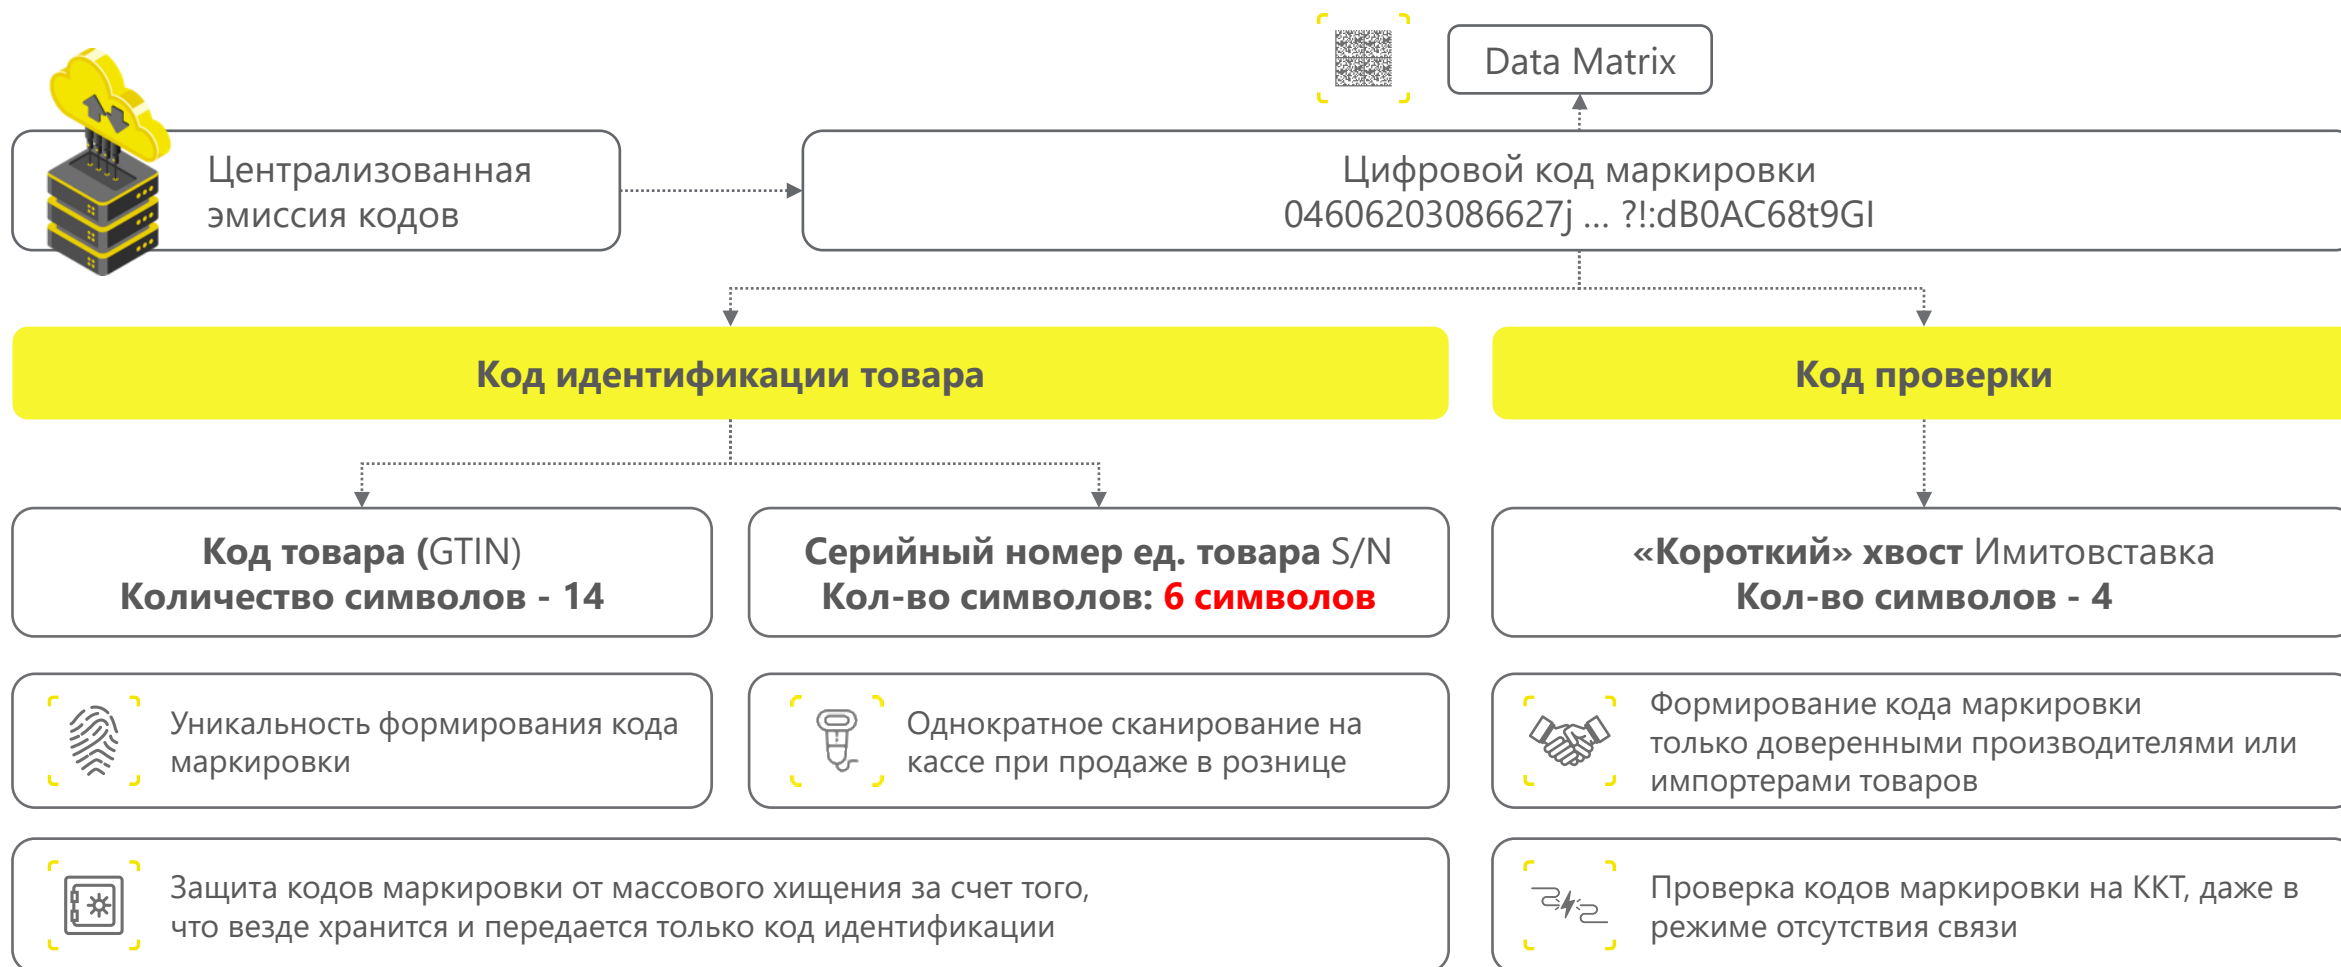 Data Matrix
Централизованная
эмиссия кодов
Цифровой код маркировки
04606203086627j ... ?!:dB0AC68t9GI
Код идентификации товара
Код проверки
Код товара (GTIN)
Количество символов - 14
Серийный номер ед. товара S/N
Кол-во символов: 6 символов
«Короткий» хвост Имитовставка
Кол-во символов - 4
Уникальность формирования кода
маркировки
Однократное сканирование на
кассе при продаже в рознице
Формирование кода маркировки
только доверенными производителями или
импортерами товаров
Защита кодов маркировки от массового хищения за счет того,
что везде хранится и передается только код идентификации
Проверка кодов маркировки на ККТ, даже в
режиме отсутствия связи